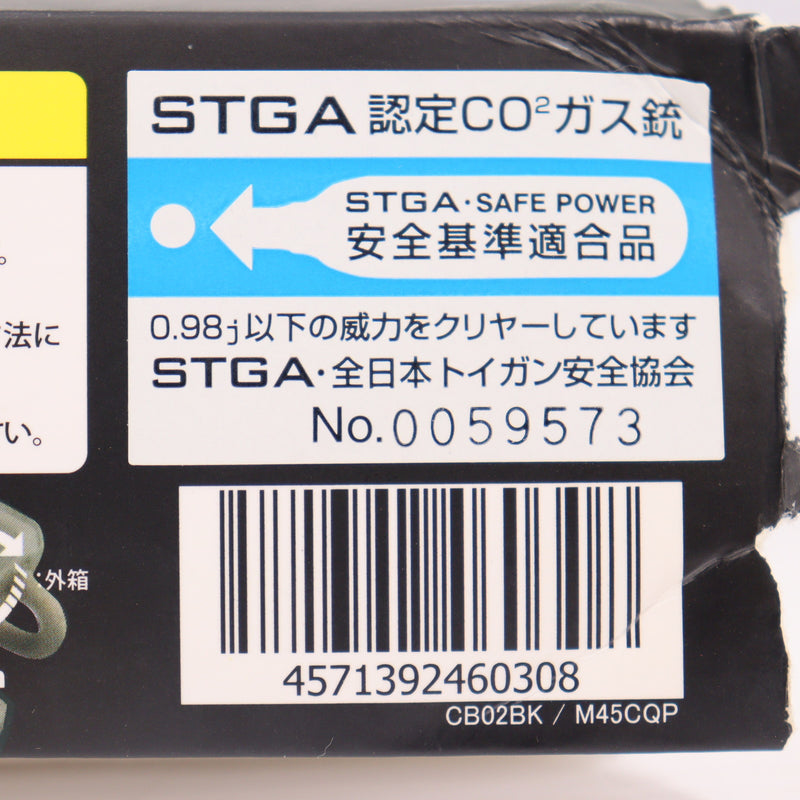 STGA 認定CO²ガス銃
STGA・SAFE POWER
安全基準適合品
0.98j以下の威力をクリヤーしています
STGA・全日本トイガン安全協会
No.0059573
。
法に
い。
:外箱
4571392460308
CB02BK / M45CQP